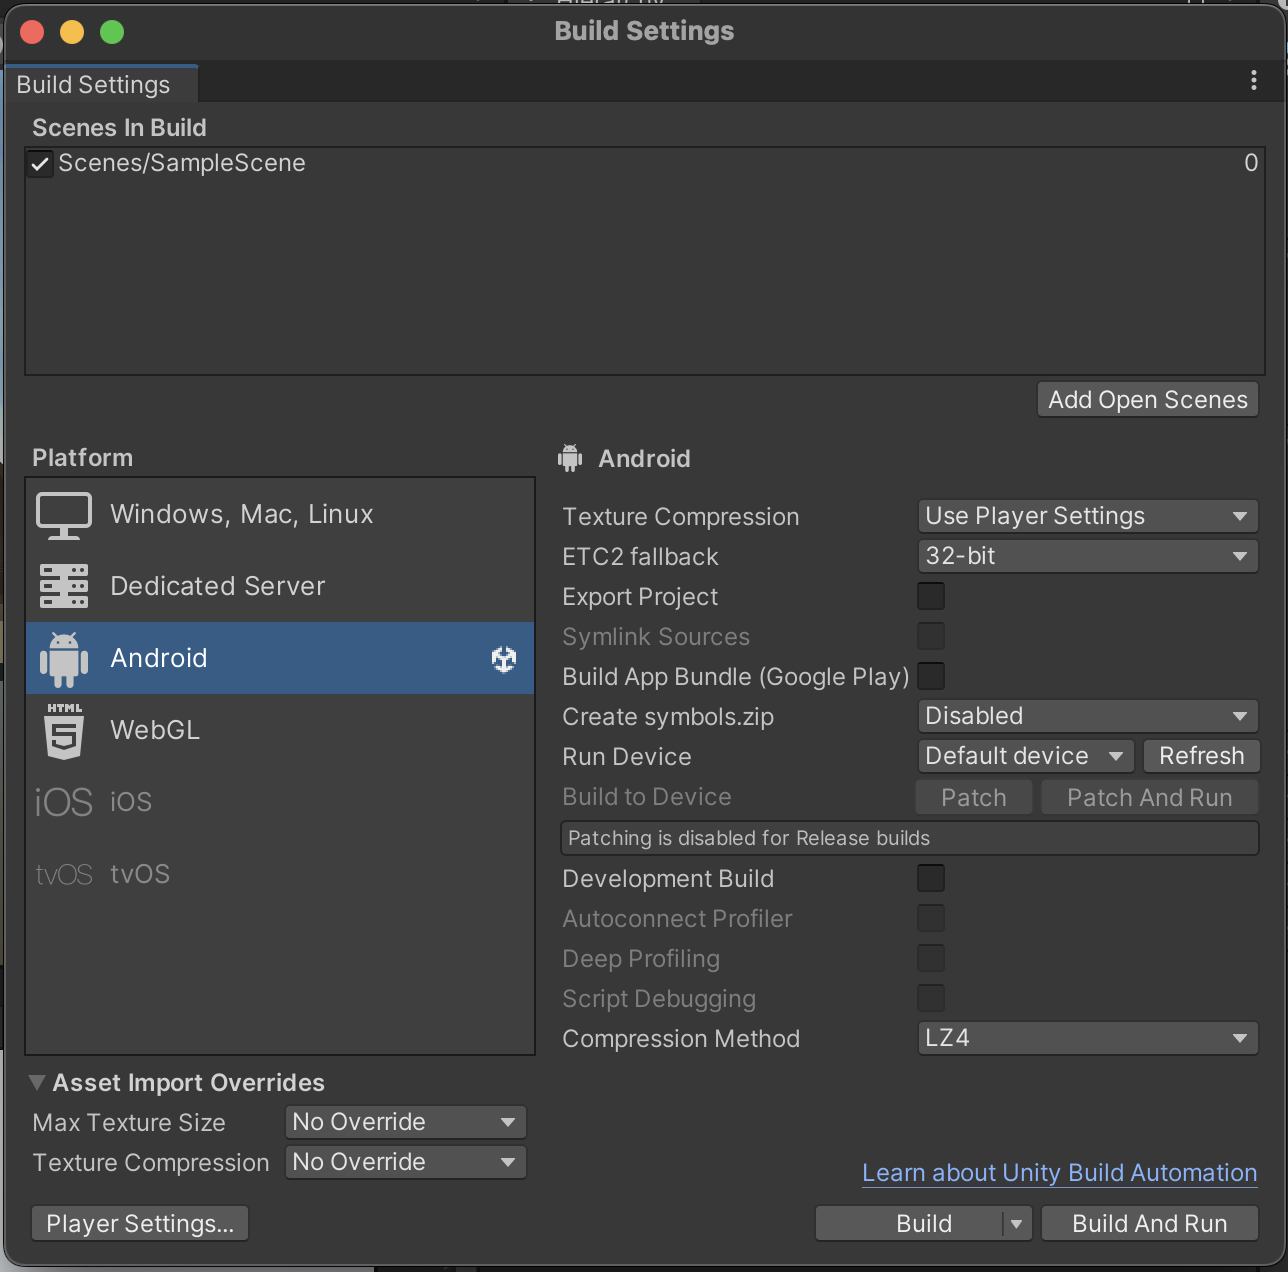 Hierarchy
Build Settings
Build Settings
Scenes In Build
Scenes/SampleScene 0
Add Open Scenes
Platform
Windows, Mac, Linux
Dedicated Server
Android
HTML
5
WebGL
iOS iOS
tvOS tvOS
Android
Texture Compression Use Player Settings
ETC2 fallback 32-bit
Export Project
Symlink Sources
Build App Bundle (Google Play)
Create symbols.zip Disabled
Run Device Default device Refresh
Build to Device Patch Patch And Run
Patching is disabled for Release builds
Development Build
Autoconnect Profiler
Deep Profiling
Script Debugging
Compression Method LZ4
Asset Import Overrides
Max Texture Size No Override
Texture Compression No Override
Learn about Unity Build Automation
Player Settings... Build Build And Run